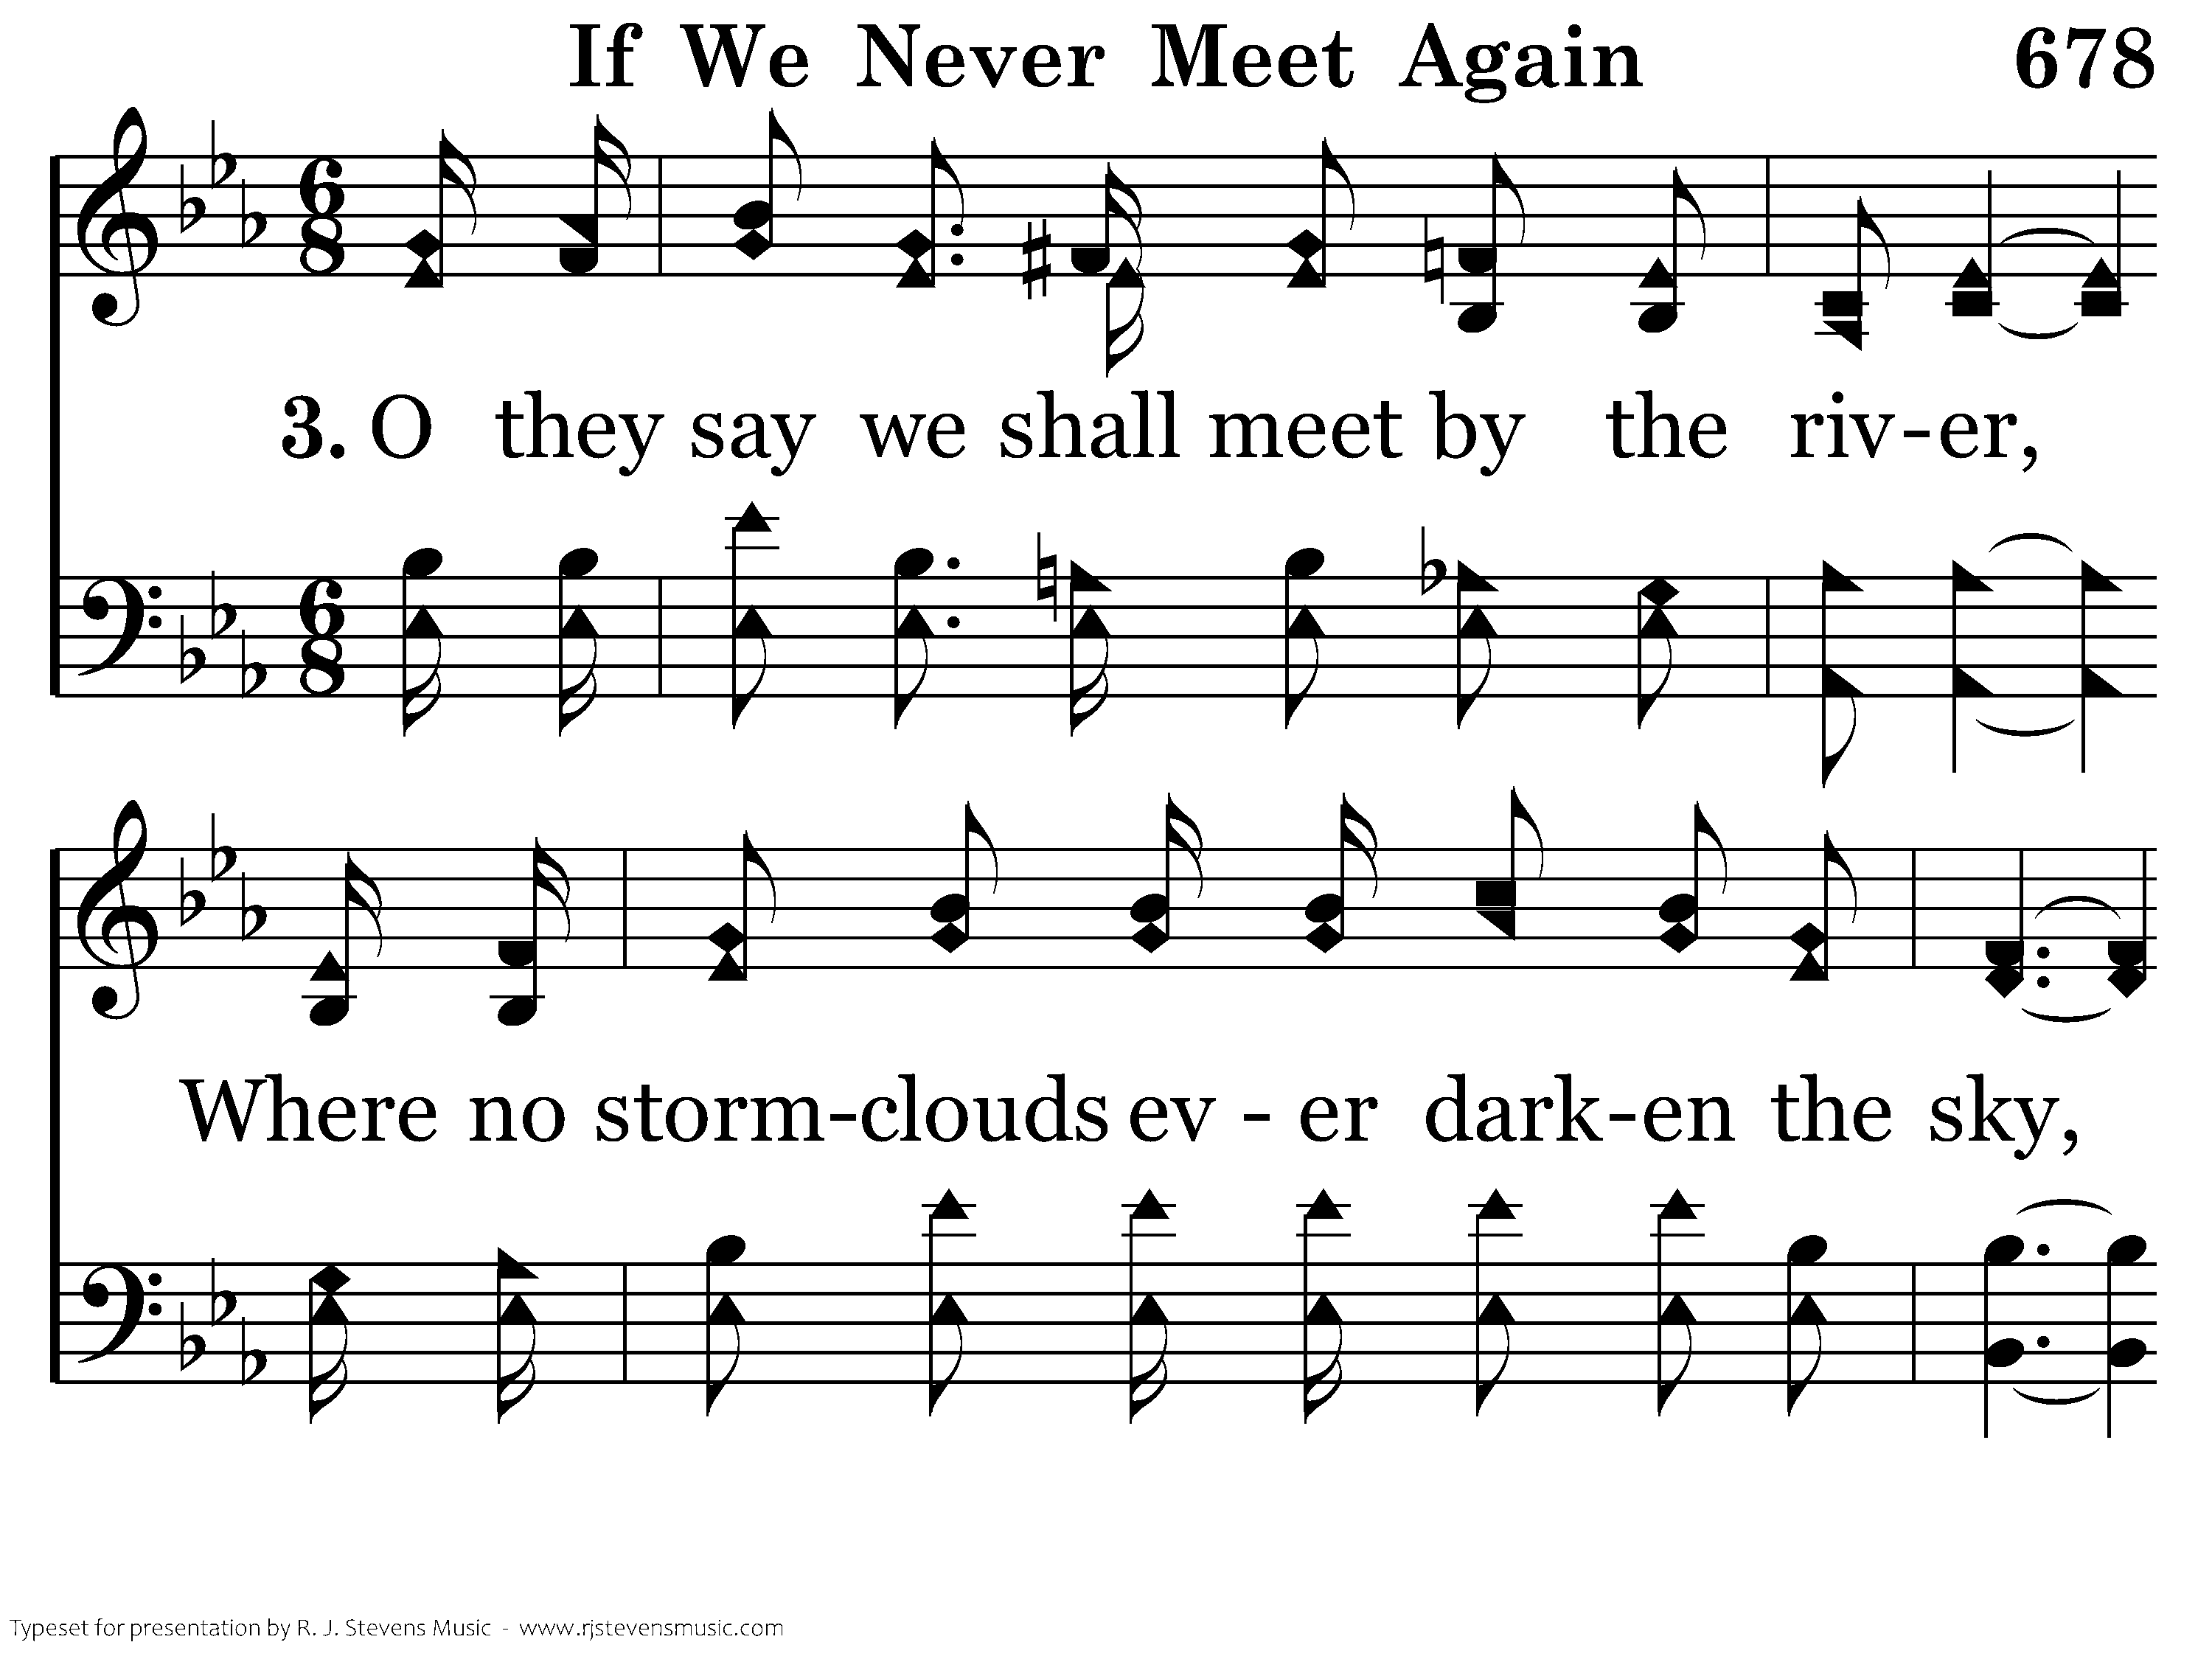 If We Never Meet Again 678
3. O they say we shall meet by the riv-er,
Where no storm-clouds ev - er dark-en the sky,
Typeset for presentation by R. J. Stevens Music - www.rjstevensmusic.com